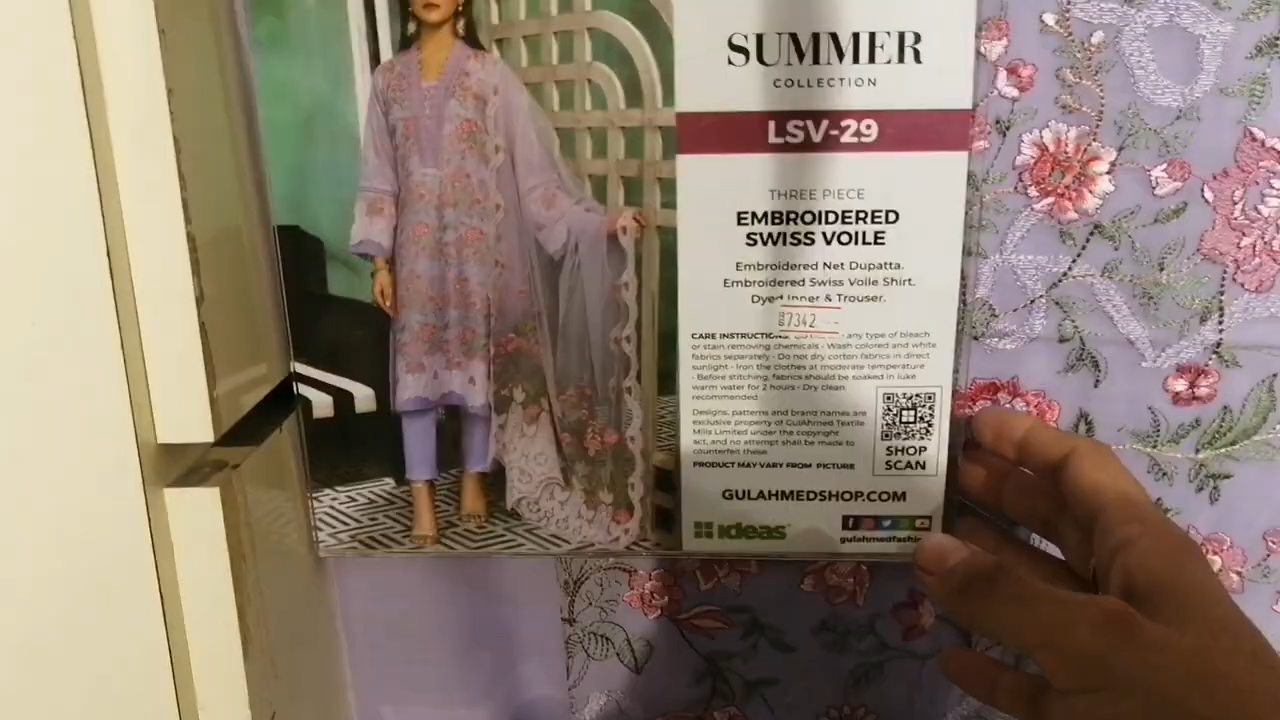 SUMMER
COLLECTION
LSV-29
THREE PIECE
EMBROIDERED
SWISS VOILE
Embroidered Net Dupatta.
Embroidered Swiss Voile Shirt.
Dyed Inner & Trouser.
7342
CARE INSTRUCTION any type of bleach
or stain removing chemicals - Wash colored and white
fabrics separately - Do not dry cotton fabrics in direct
sunlight - Iron the clothes at moderate temperature
- Before stitching, fabrics should be soaked in luke
warm water for 2 hours - Dry clean
recommended
Designs, patterns and brand names are
exclusive property of GulAhmed Textile
Mills Limited under the copyright
act, and no attempt shall be made to
counterfeit these.
PRODUCT MAY VARY FROM PICTURE
SHOP
SCAN
GULAHMEDSHOP.COM
ideas
gulahmedfashi